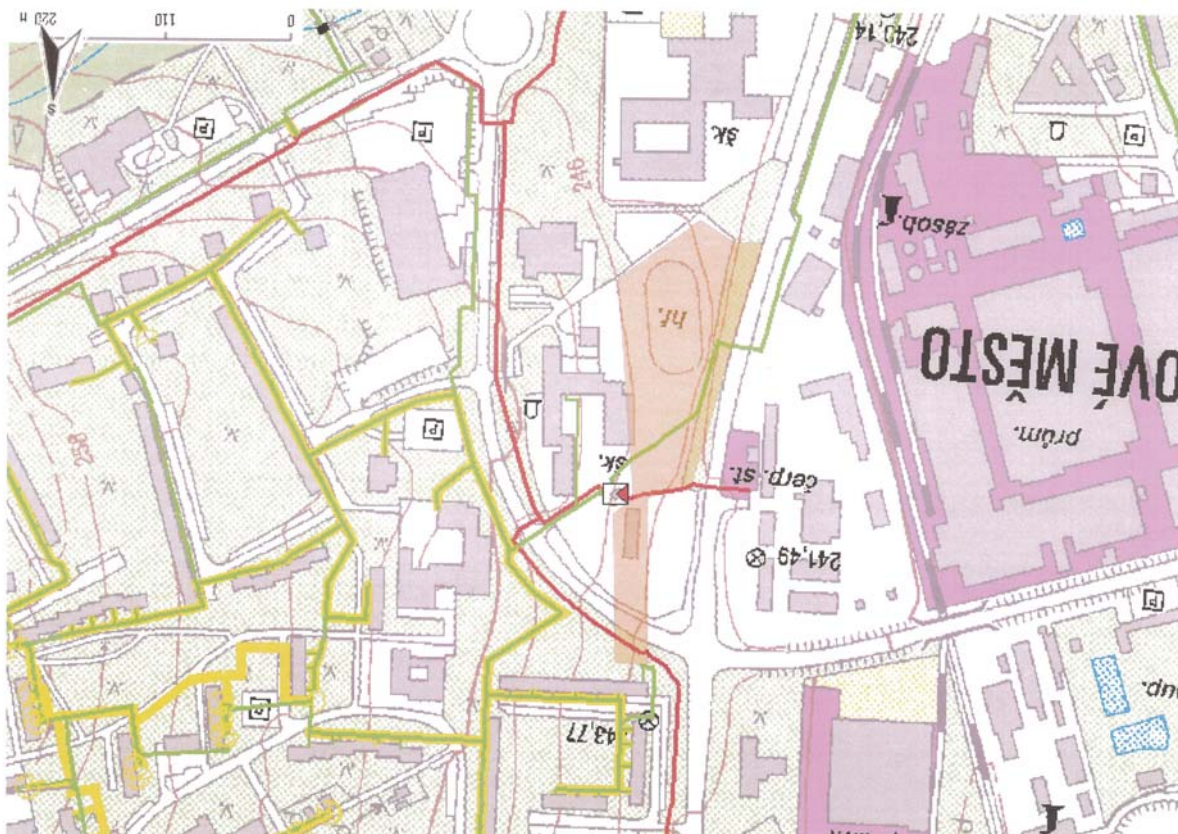 43,77
P
up.
P
241,49
čerp. st.
šk.
258
prům.
P
OVÉ MĚSTO
hř.
zásob.
246
šk.
P
P
P
S
240,14
0 110 220 m